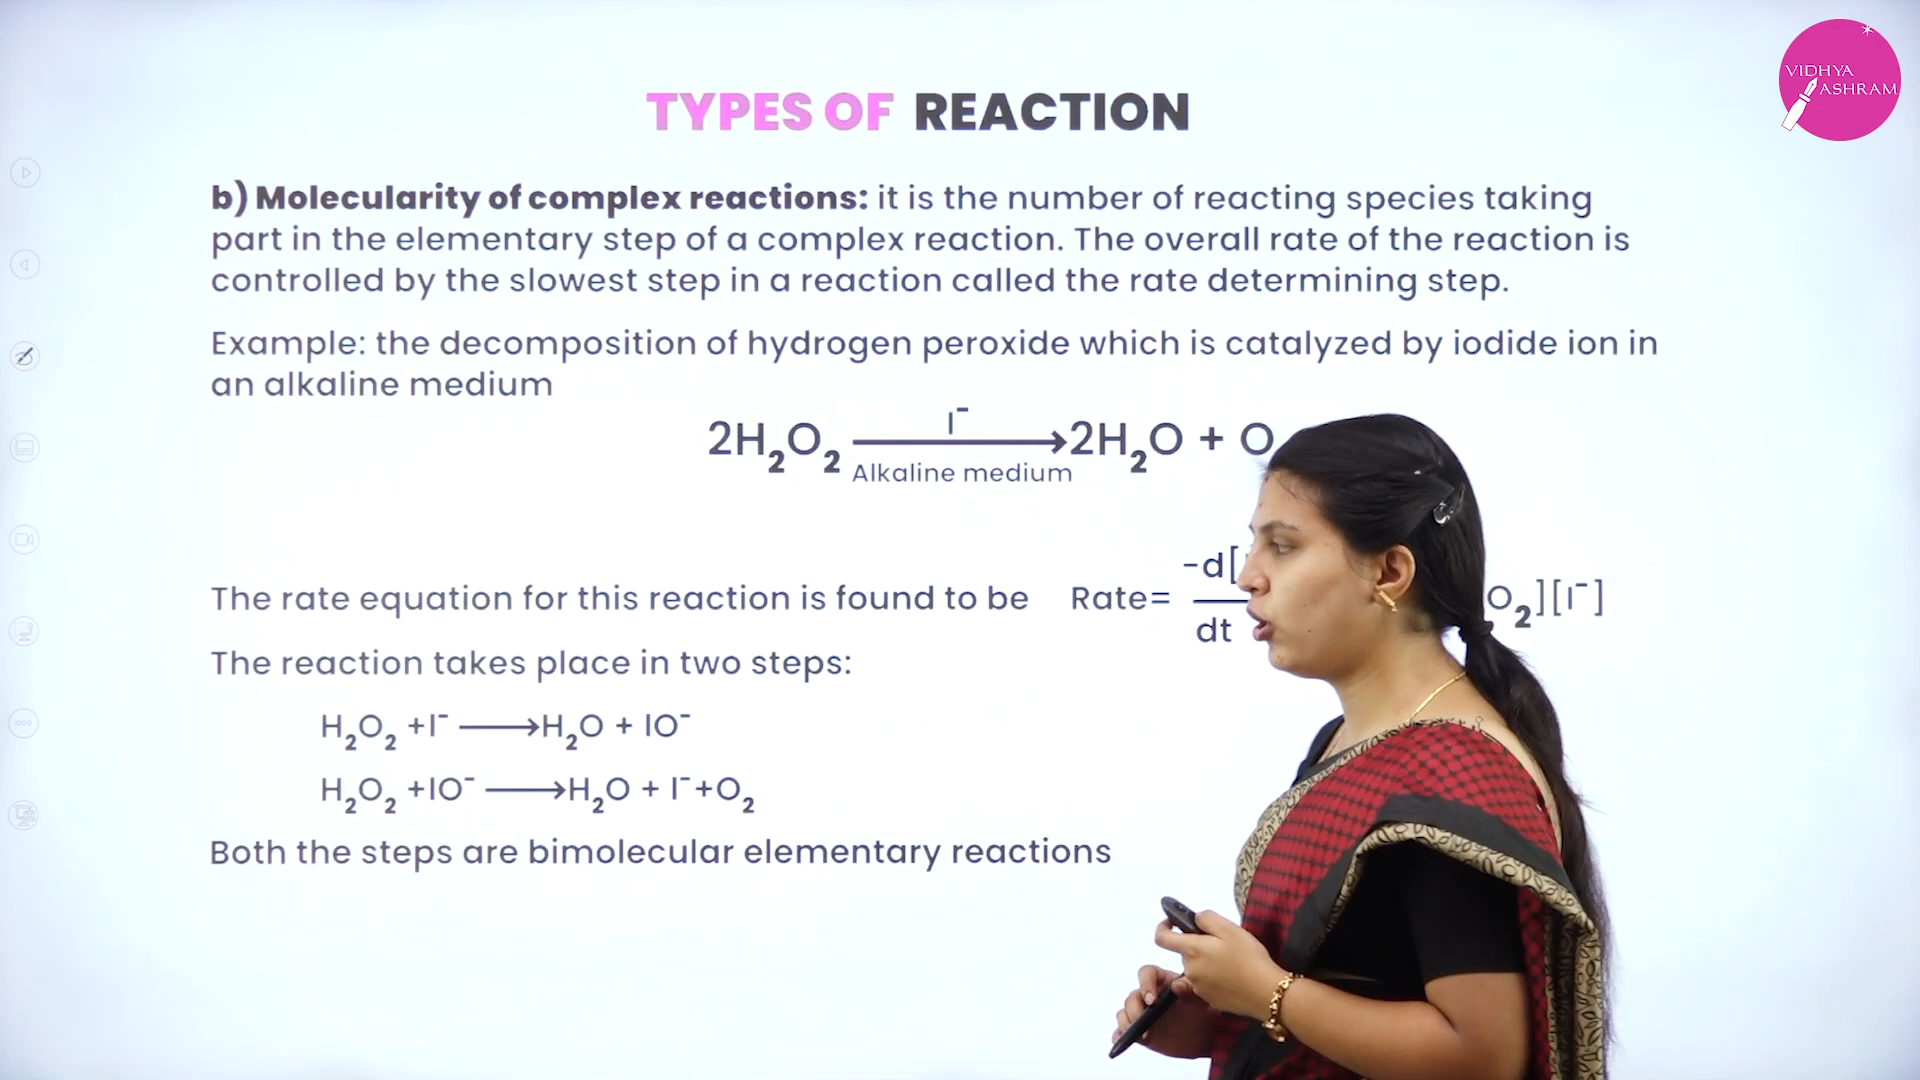 VIDHYA
ASHRAM
TYPES OF REACTION
b) Molecularity of complex reactions: it is the number of reacting species taking
part in the elementary step of a complex reaction. The overall rate of the reaction is
controlled by the slowest step in a reaction called the rate determining step.
Example: the decomposition of hydrogen peroxide which is catalyzed by iodide ion in
an alkaline medium
I⁻
2H₂O₂ ⟶ 2H₂O + O
Alkaline medium
-d[
The rate equation for this reaction is found to be Rate= O₂][I⁻]
dt
The reaction takes place in two steps:
H₂O₂ +I⁻ ⟶H₂O + IO⁻
H₂O₂ +IO⁻ ⟶H₂O + I⁻+O₂
Both the steps are bimolecular elementary reactions